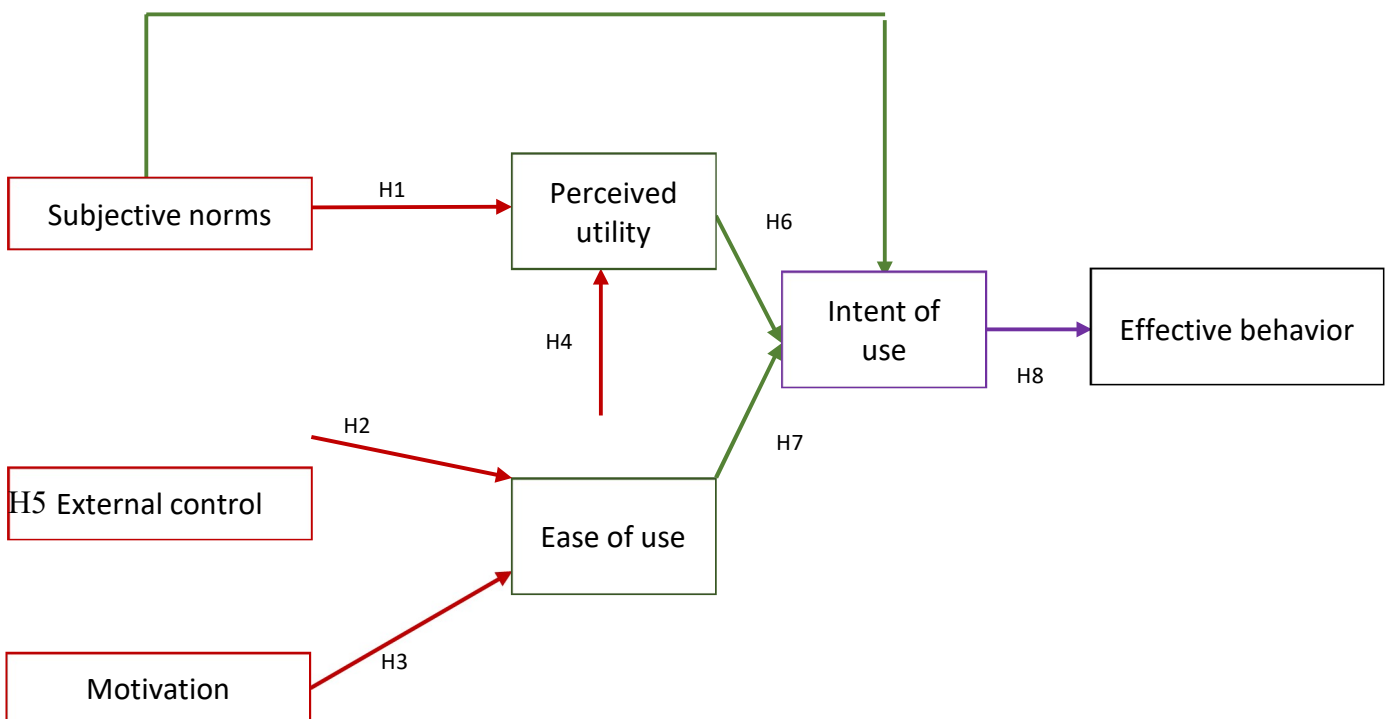 H1
Subjective norms
Perceived
utility
H6
Intent of
use
Effective behavior
H4
H8
H2
H7
H5 External control
Ease of use
H3
Motivation